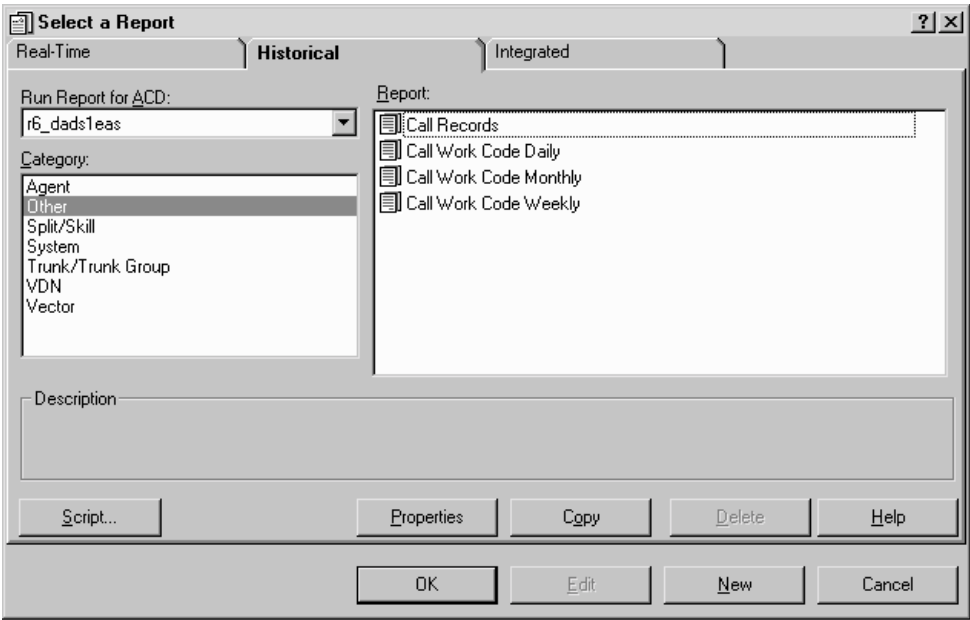 Select a Report
Real-Time
Historical
Integrated
Run Report for ACD:
r6_dads1eas
Category:
Agent
Other
Split/Skill
System
Trunk/Trunk Group
VDN
Vector
Report:
Call Records
Call Work Code Daily
Call Work Code Monthly
Call Work Code Weekly
Description
Script...
Properties
Copy
Delete
Help
OK
Edit
New
Cancel